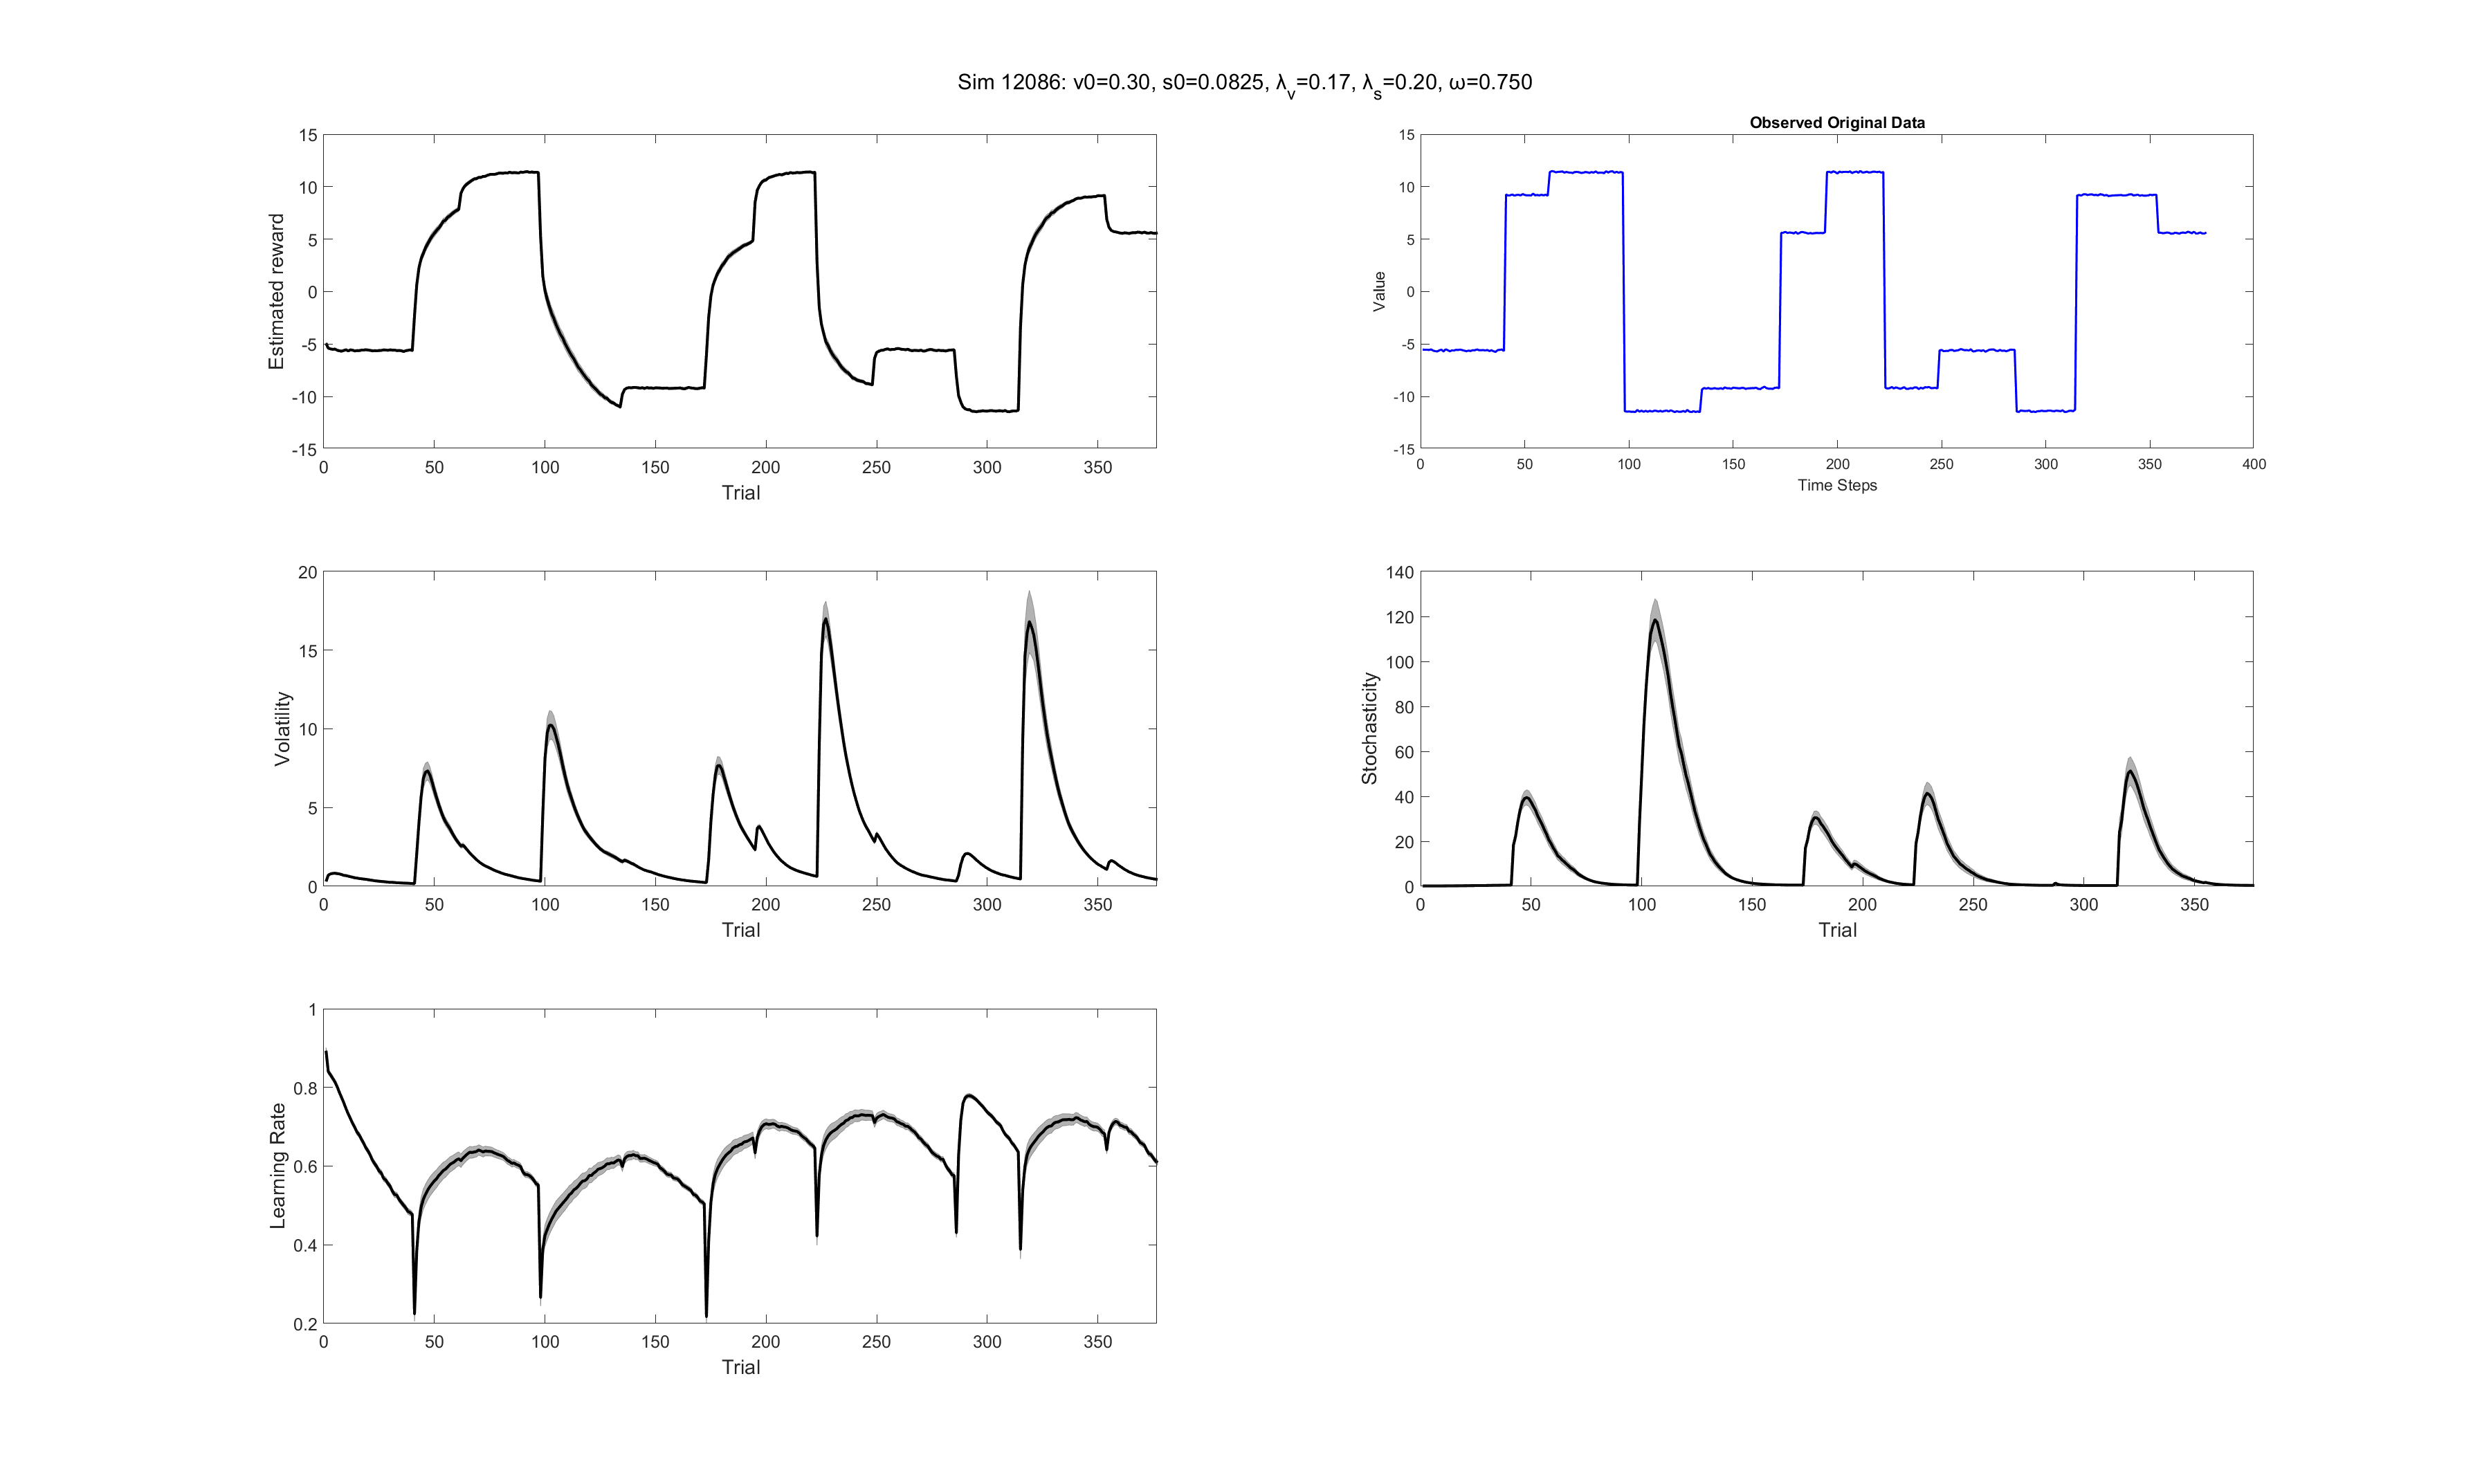 Sim 12086: v0=0.30, s0=0.0825, λv=0.17, λs=0.20, ω=0.750
15
10
5
0
-5
-10
-15
Estimated reward
0 50 100 150 200 250 300 350
Trial
Observed Original Data
15
10
5
0
-5
-10
-15
Value
0 50 100 150 200 250 300 350 400
Time Steps
20
15
10
5
0
Volatility
0 50 100 150 200 250 300 350
Trial
140
120
100
80
60
40
20
0
Stochasticity
0 50 100 150 200 250 300 350
Trial
1
0.8
0.6
0.4
0.2
Learning Rate
0 50 100 150 200 250 300 350
Trial